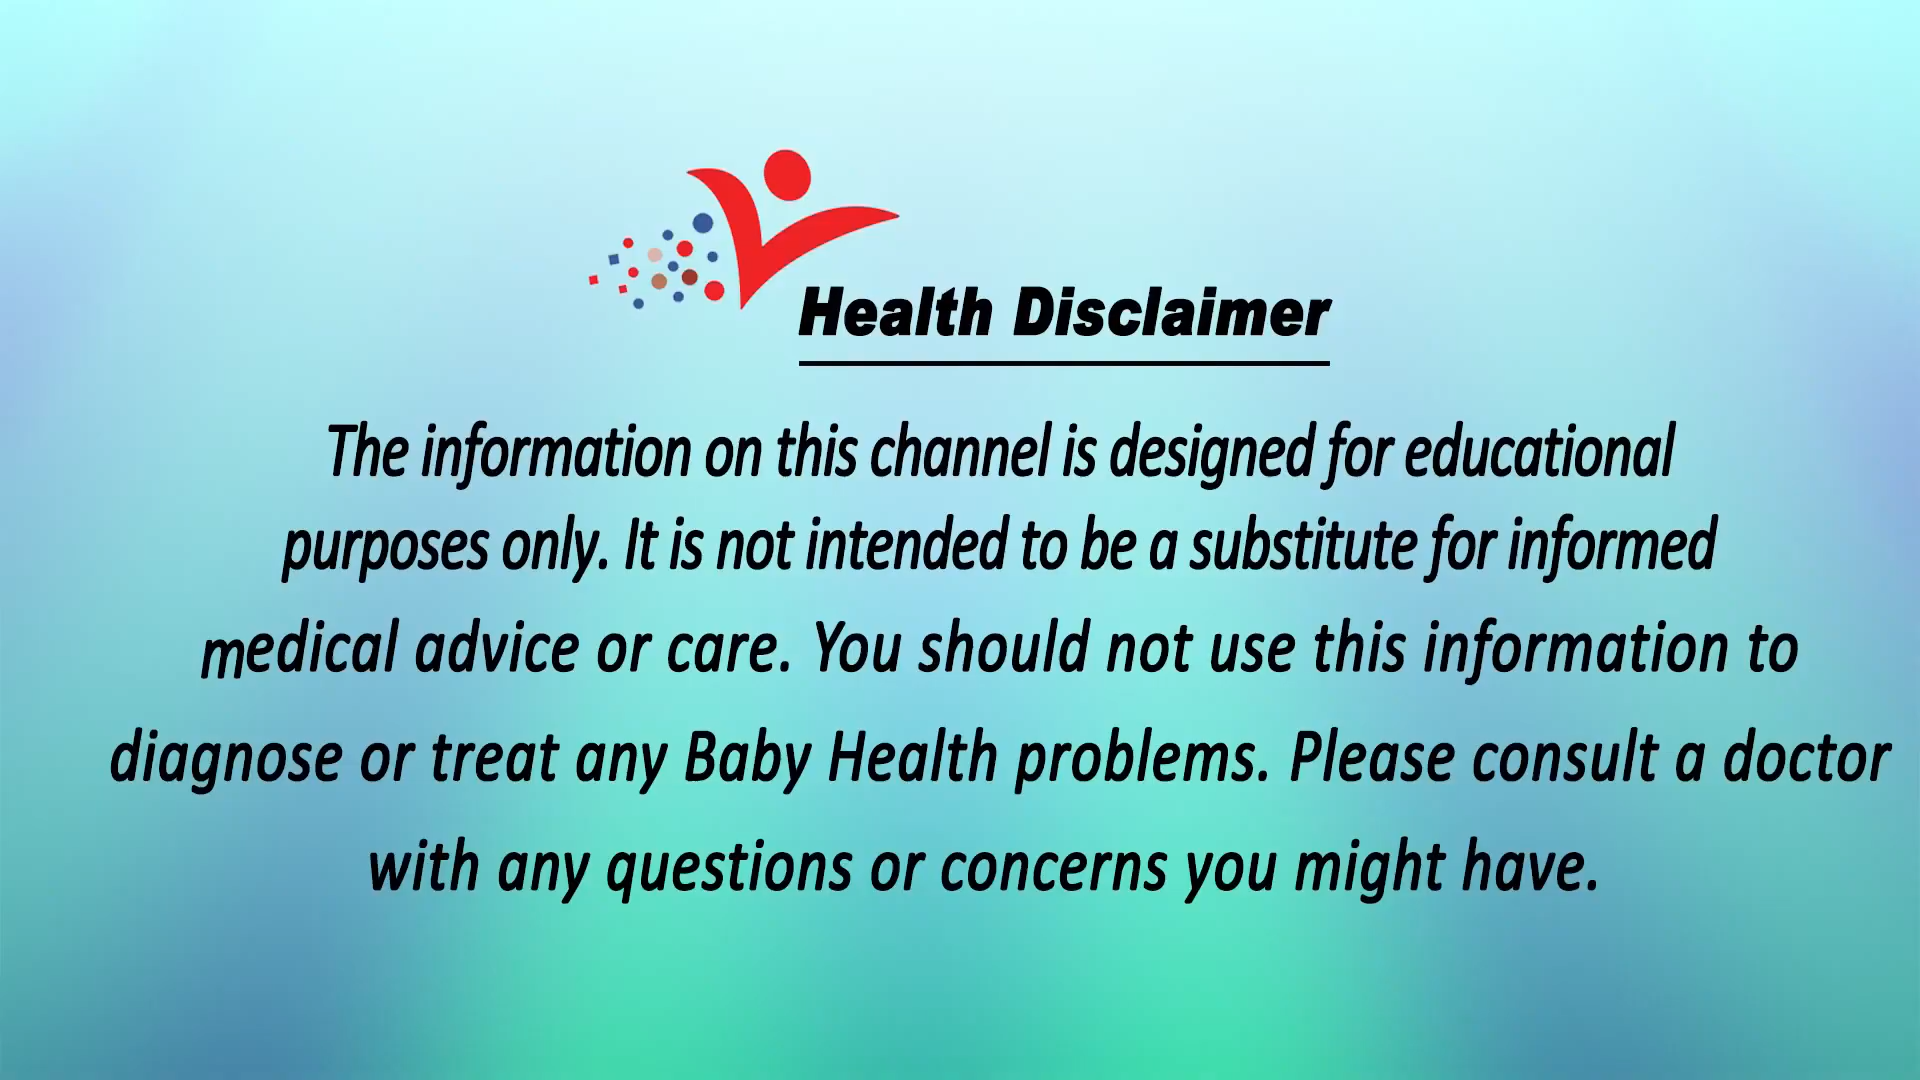 Health Disclaimer
The information on this channel is designed for educational
purposes only. It is not intended to be a substitute for informed
medical advice or care. You should not use this information to
diagnose or treat any Baby Health problems. Please consult a doctor
with any questions or concerns you might have.